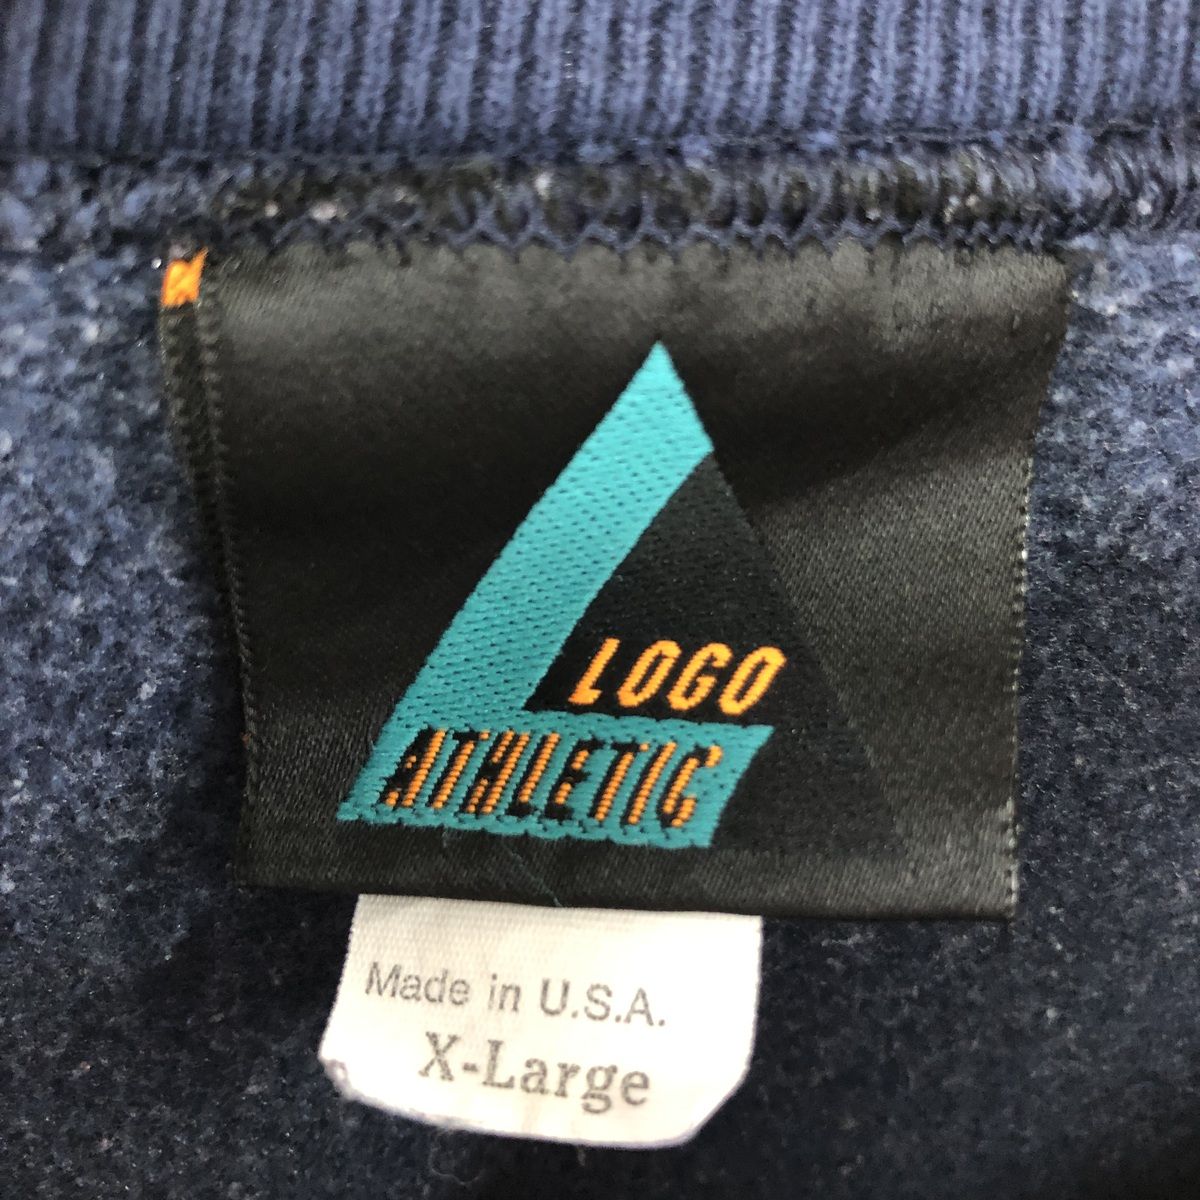 LOGO
ATHLETIC
Made in U.S.A.
X-Large